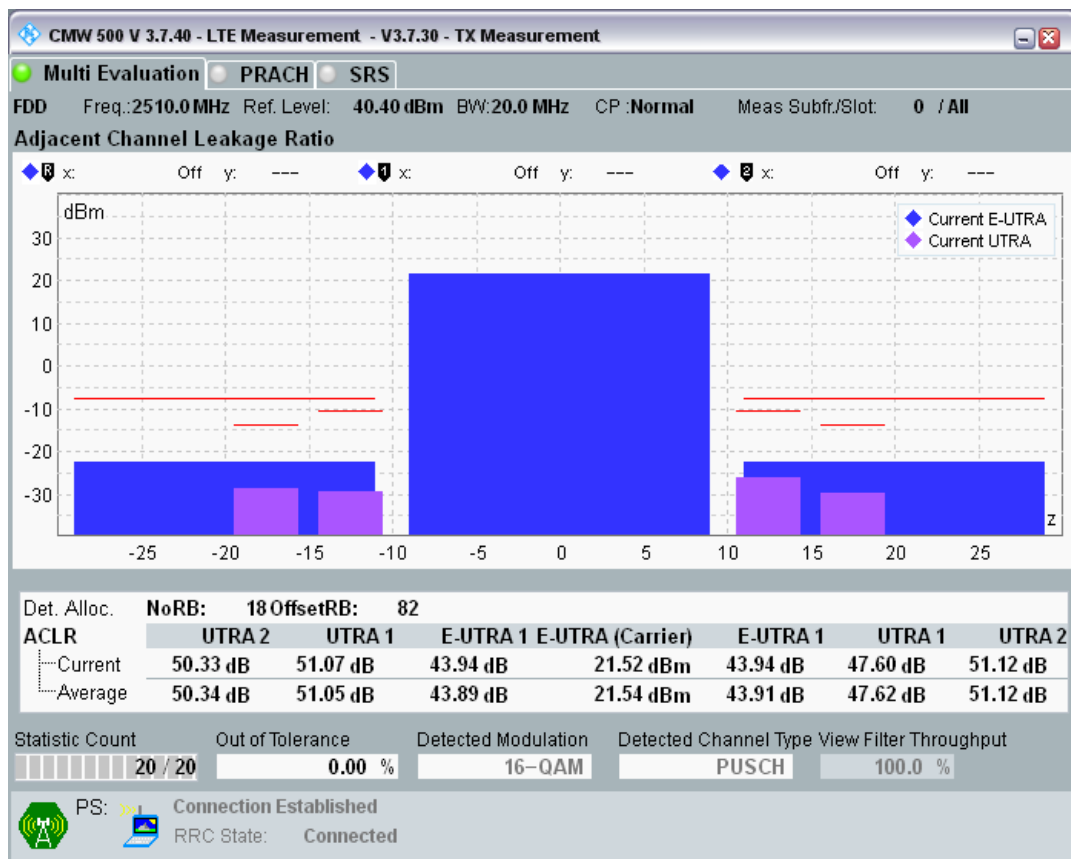 CMW 500 V 3.7.40 - LTE Measurement - V3.7.30 - TX Measurement
Multi Evaluation PRACH SRS
FDD Freq.:2510.0 MHz Ref. Level: 40.40 dBm BW:20.0 MHz CP :Normal Meas Subfr./Slot: 0 / All
Adjacent Channel Leakage Ratio
R x: Off y: --- 1 x: Off y: --- 2 x: Off y: ---
dBm
Current E-UTRA
Current UTRA
30
20
10
0
-10
-20
-30
z
-25 -20 -15 -10 -5 0 5 10 15 20 25
Det. Alloc. NoRB: 18 OffsetRB: 82
ACLR UTRA 2 UTRA 1 E-UTRA 1 E-UTRA (Carrier) E-UTRA 1 UTRA 1 UTRA 2
Current 50.33 dB 51.07 dB 43.94 dB 21.52 dBm 43.94 dB 47.60 dB 51.12 dB
Average 50.34 dB 51.05 dB 43.89 dB 21.54 dBm 43.91 dB 47.62 dB 51.12 dB
Statistic Count Out of Tolerance Detected Modulation Detected Channel Type View Filter Throughput
20 / 20 0.00 % 16-QAM PUSCH 100.0 %
PS: Connection Established
RRC State: Connected